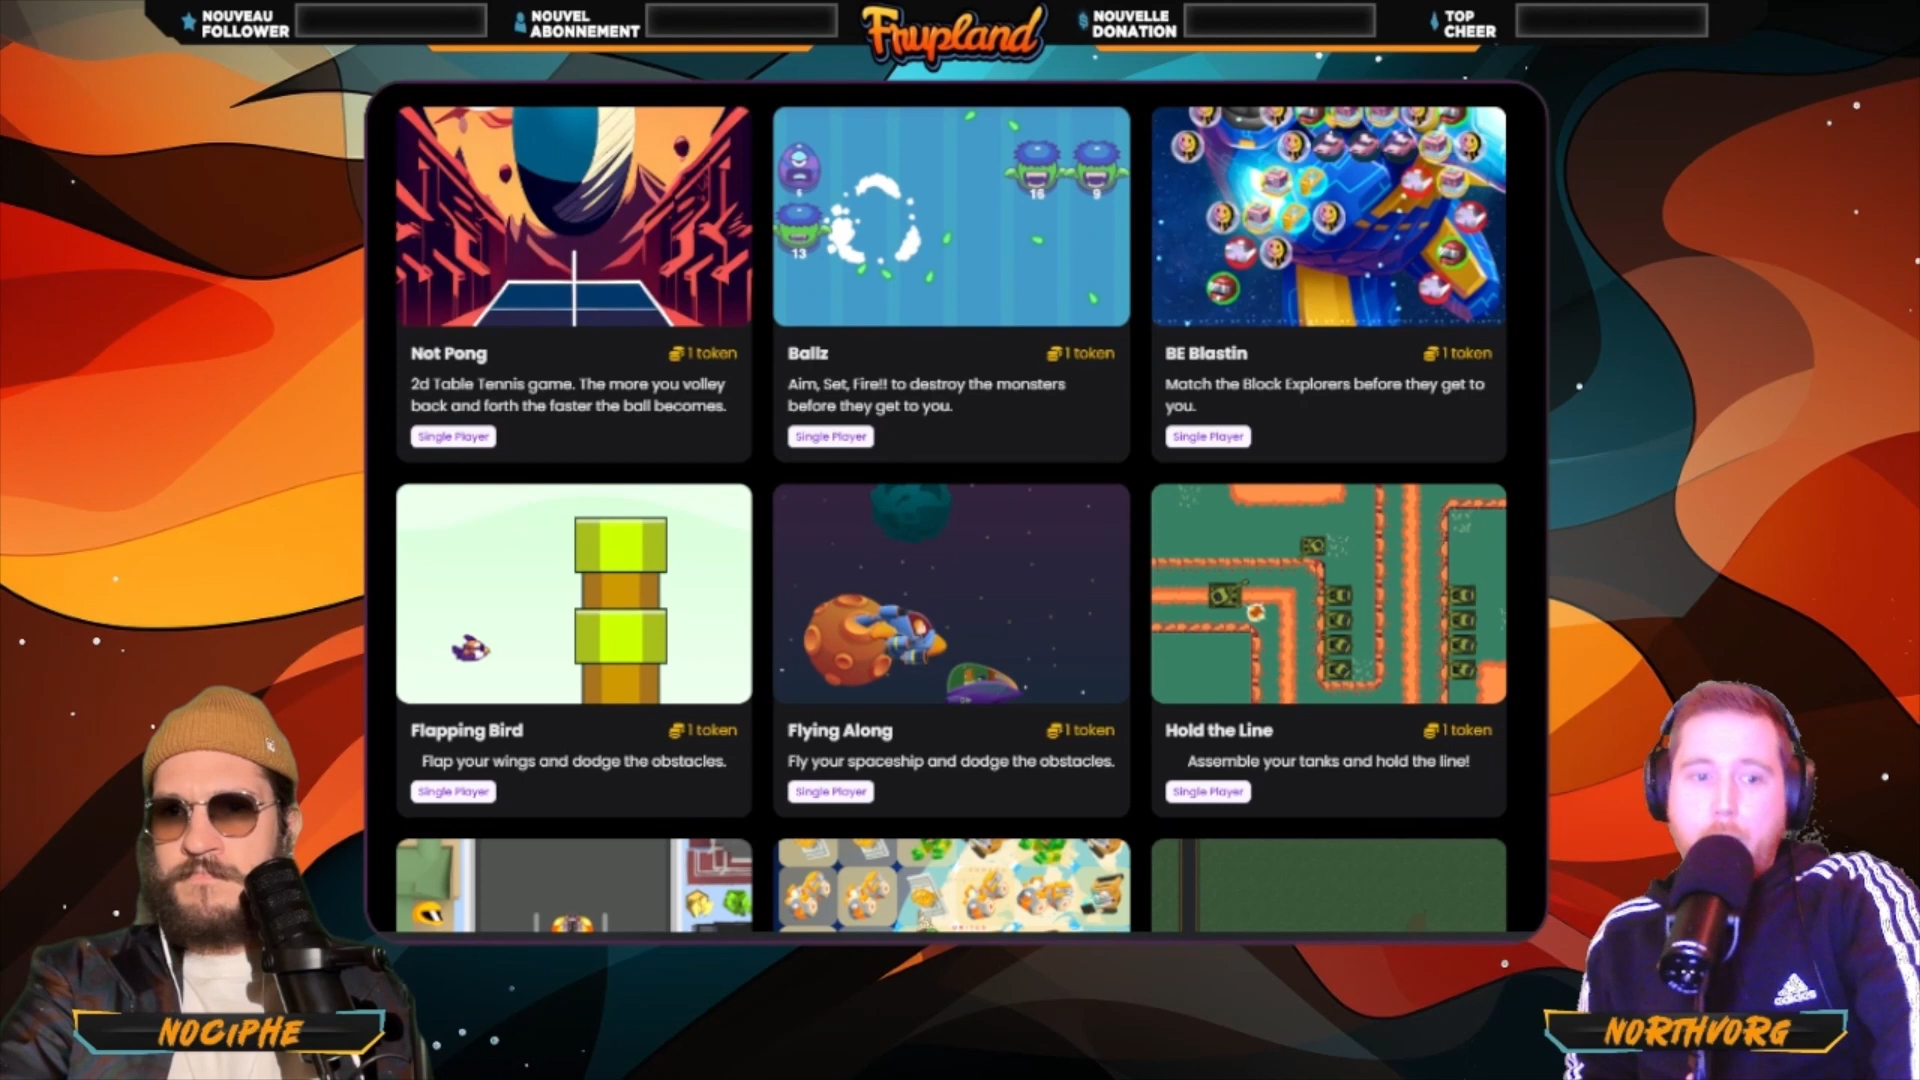 NOUVEAU
FOLLOWER
NOUVEL
ABONNEMENT
Frupland
NOUVELLE
DONATION
TOP
CHEER
6
13
16
9
Not Pong
1 token
2d Table Tennis game. The more you volley
back and forth the faster the ball becomes.
Single Player
Ballz
1 token
Aim, Set, Fire!! to destroy the monsters
before they get to you.
Single Player
BE Blastin
1 token
Match the Block Explorers before they get to
you.
Single Player
Flapping Bird
1 token
Flap your wings and dodge the obstacles.
Single Player
Flying Along
1 token
Fly your spaceship and dodge the obstacles.
Single Player
Hold the Line
1 token
Assemble your tanks and hold the line!
Single Player
adidas
NOCIPHE
NORTHVORG